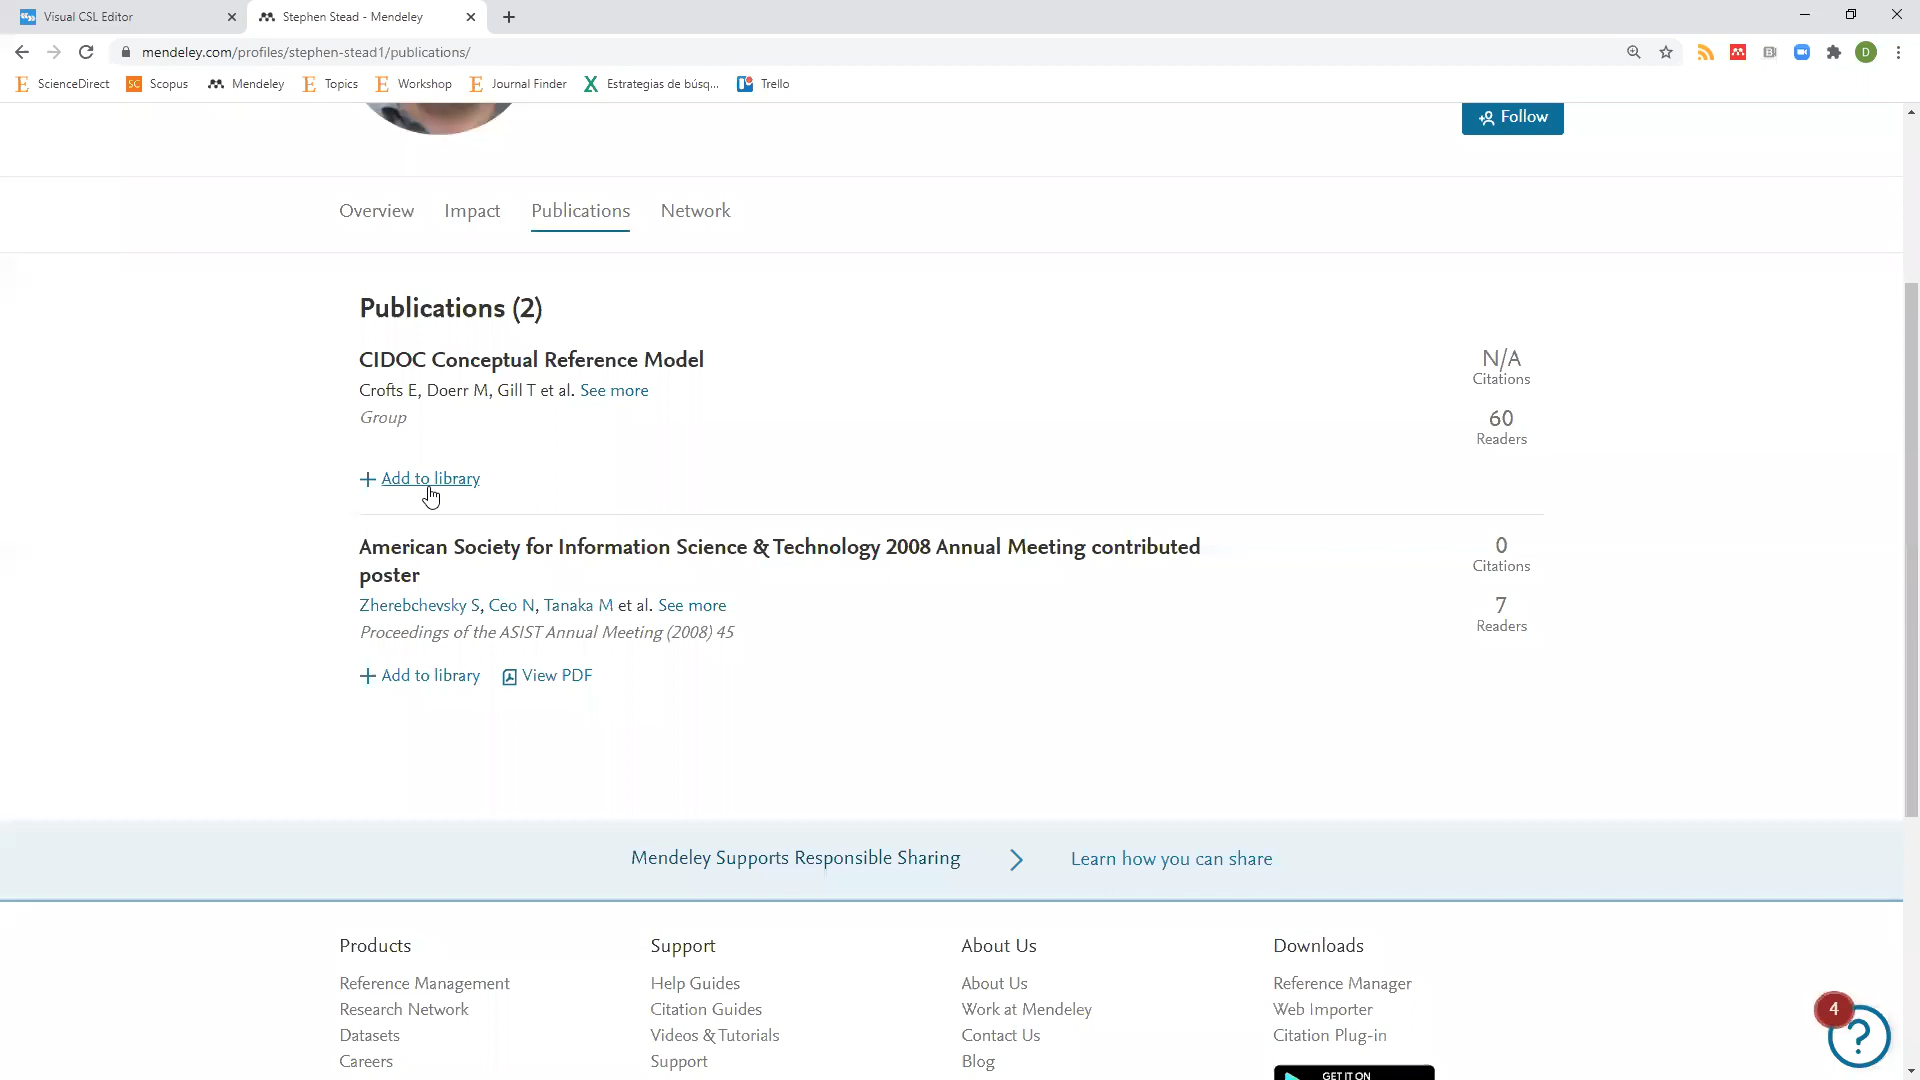 Visual CSL Editor
Stephen Stead - Mendeley
mendeley.com/profiles/stephen-stead1/publications/
D
ScienceDirect
SC Scopus
Mendeley
Topics
Workshop
Journal Finder
Estrategias de búsq...
Trello
Follow
Overview
Impact
Publications
Network
Publications (2)
CIDOC Conceptual Reference Model
Crofts E, Doerr M, Gill T et al. See more
Group
N/A
Citations
60
Readers
+ Add to library
American Society for Information Science & Technology 2008 Annual Meeting contributed
poster
Zherebchevsky S, Ceo N, Tanaka M et al. See more
Proceedings of the ASIST Annual Meeting (2008) 45
0
Citations
7
Readers
+ Add to library
View PDF
Mendeley Supports Responsible Sharing
Learn how you can share
Products
Reference Management
Research Network
Datasets
Careers
Support
Help Guides
Citation Guides
Videos & Tutorials
Support
About Us
About Us
Work at Mendeley
Contact Us
Blog
Downloads
Reference Manager
Web Importer
Citation Plug-in
GET IT ON
4
?